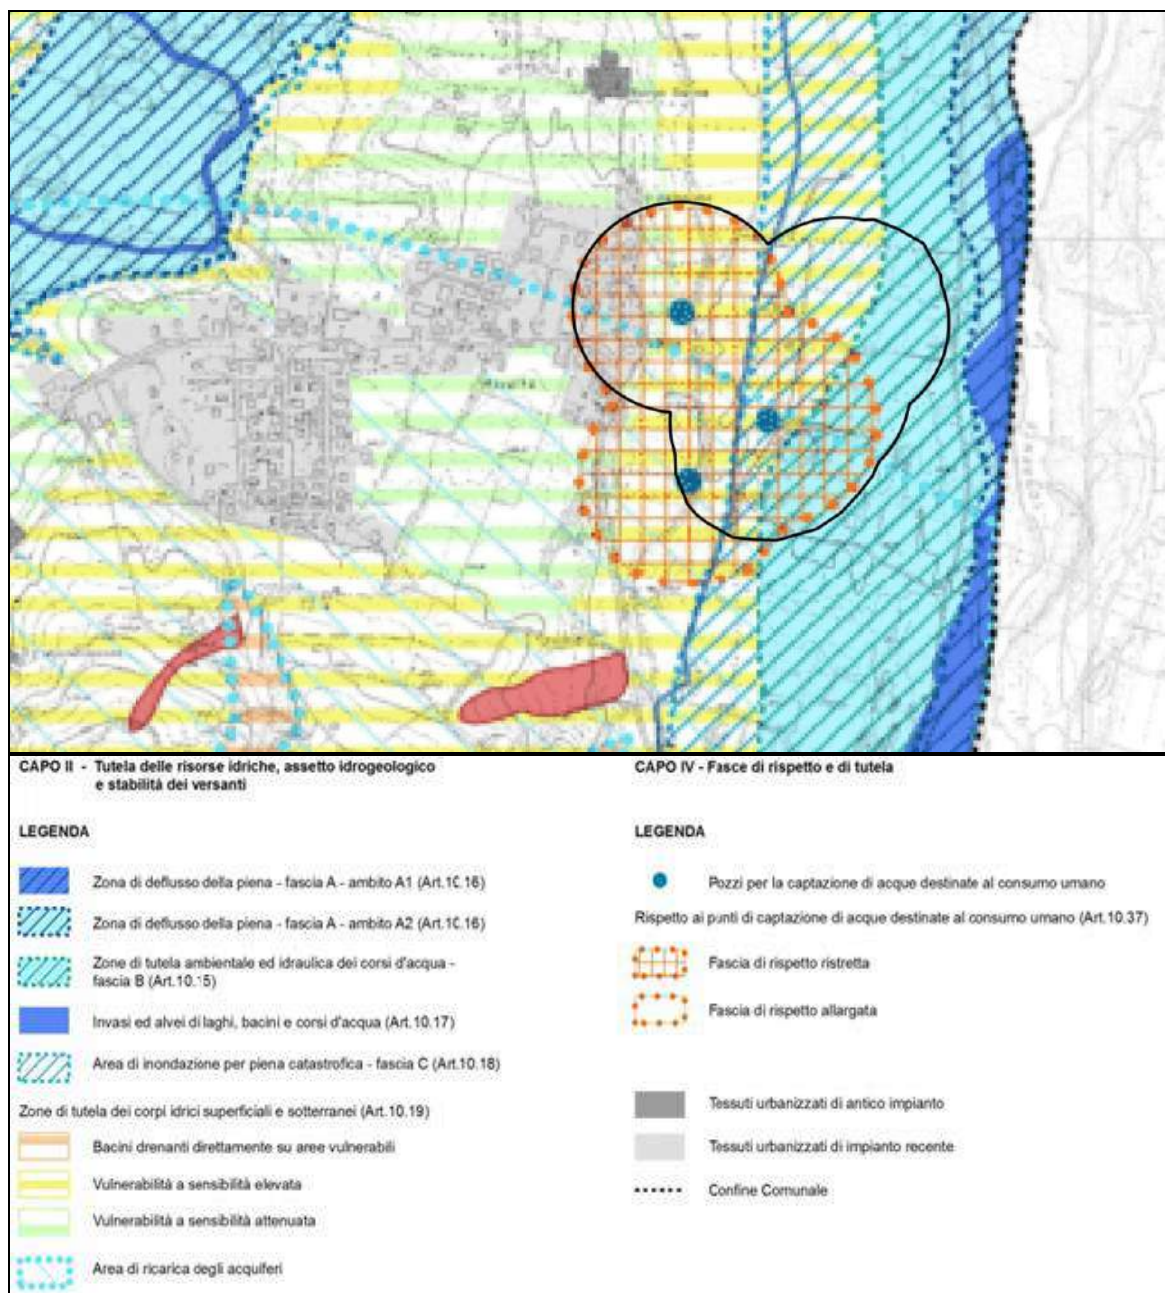 CAPO II - Tutela delle risorse idriche, assetto idrogeologico
e stabilità dei versanti
LEGENDA
Zona di deflusso della piena - fascia A - ambito A1 (Art.10.16)
Zona di deflusso della piena - fascia A - ambito A2 (Art.10.16)
Zone di tutela ambientale ed idraulica dei corsi d'acqua -
fascia B (Art.10.15)
Invasi ed alvei di laghi, bacini e corsi d'acqua (Art.10.17)
Area di inondazione per piena catastrofica - fascia C (Art.10.18)
Zone di tutela dei corpi idrici superficiali e sotterranei (Art.10.19)
Bacini drenanti direttamente su aree vulnerabili
Vulnerabilità a sensibilità elevata
Vulnerabilità a sensibilità attenuata
Area di ricarica degli acquiferi
CAPO IV - Fasce di rispetto e di tutela
LEGENDA
Pozzi per la captazione di acque destinate al consumo umano
Rispetto ai punti di captazione di acque destinate al consumo umano (Art.10.37)
Fascia di rispetto ristretta
Fascia di rispetto allargata
Tessuti urbanizzati di antico impianto
Tessuti urbanizzati di impianto recente
Confine Comunale